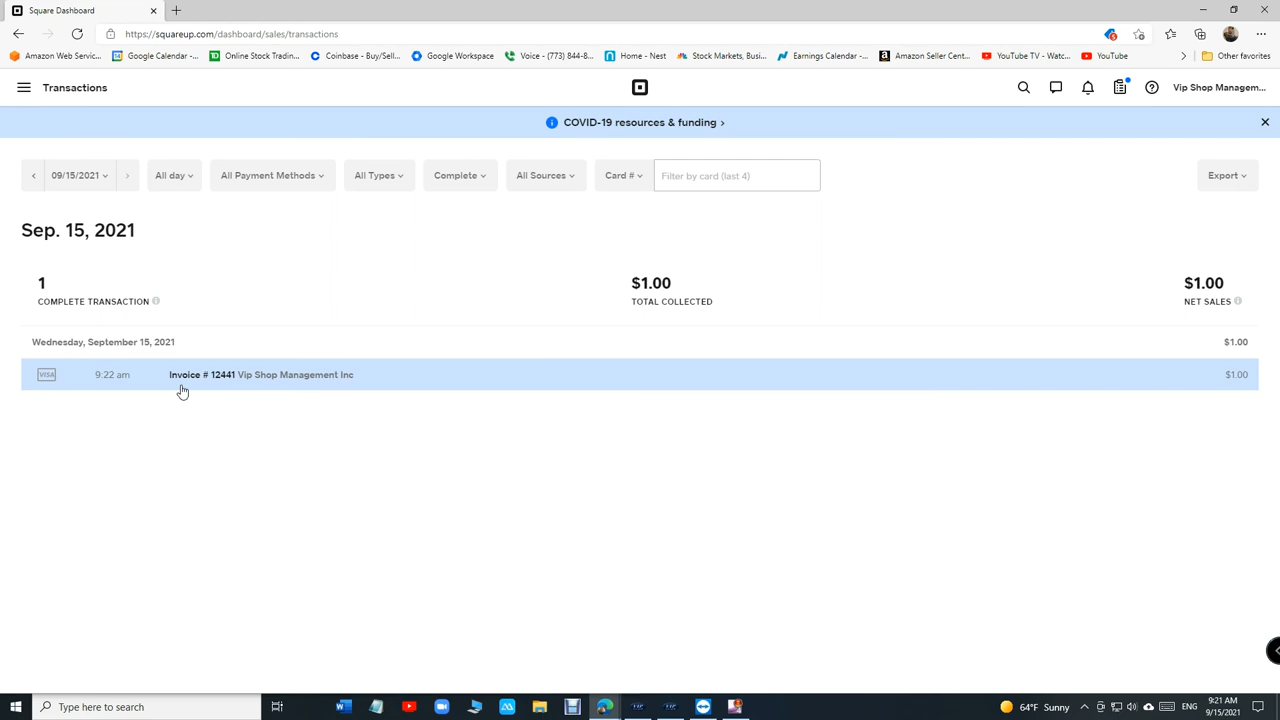 Square Dashboard
https://squareup.com/dashboard/sales/transactions
Amazon Web Servic...
Google Calendar -...
Online Stock Tradin...
Coinbase - Buy/Sell...
Google Workspace
Voice - (773) 844-8...
Home - Nest
Stock Markets, Busi...
Earnings Calendar -...
Amazon Seller Cent...
YouTube TV - Watc...
YouTube
Other favorites
Transactions
Vip Shop Managem...
COVID-19 resources & funding
09/15/2021
All day
All Payment Methods
All Types
Complete
All Sources
Card #
Filter by card (last 4)
Export
Sep. 15, 2021
1
$1.00
$1.00
COMPLETE TRANSACTION
TOTAL COLLECTED
NET SALES
Wednesday, September 15, 2021
$1.00
VISA
9:22 am
Invoice # 12441 Vip Shop Management Inc
$1.00
Type here to search
64°F Sunny
9:21 AM
9/15/2021